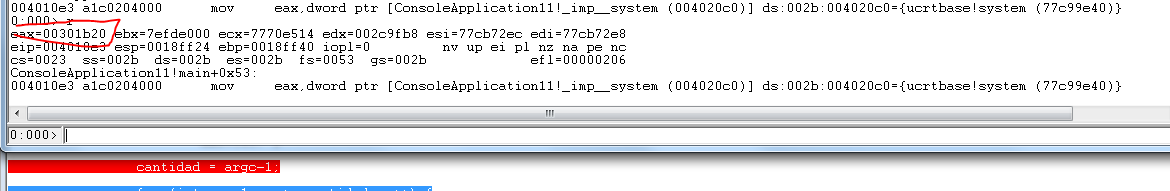 004010e3 a1c0204000      mov     eax,dword ptr [ConsoleApplication11!_imp__system (004020c0)] ds:002b:004020c0={ucrtbase!system (77c99e40)}
0:000> r
eax=00301b20 ebx=7efde000 ecx=7770e514 edx=002c9fb8 esi=77cb72ec edi=77cb72e8
eip=004010e3 esp=0018ff24 ebp=0018ff40 iopl=0         nv up ei pl nz na pe nc
cs=0023  ss=002b  ds=002b  es=002b  fs=0053  gs=002b             efl=00000206
ConsoleApplication11!main+0x53:
004010e3 a1c0204000      mov     eax,dword ptr [ConsoleApplication11!_imp__system (004020c0)] ds:002b:004020c0={ucrtbase!system (77c99e40)}
0:000>
cantidad = argc-1;